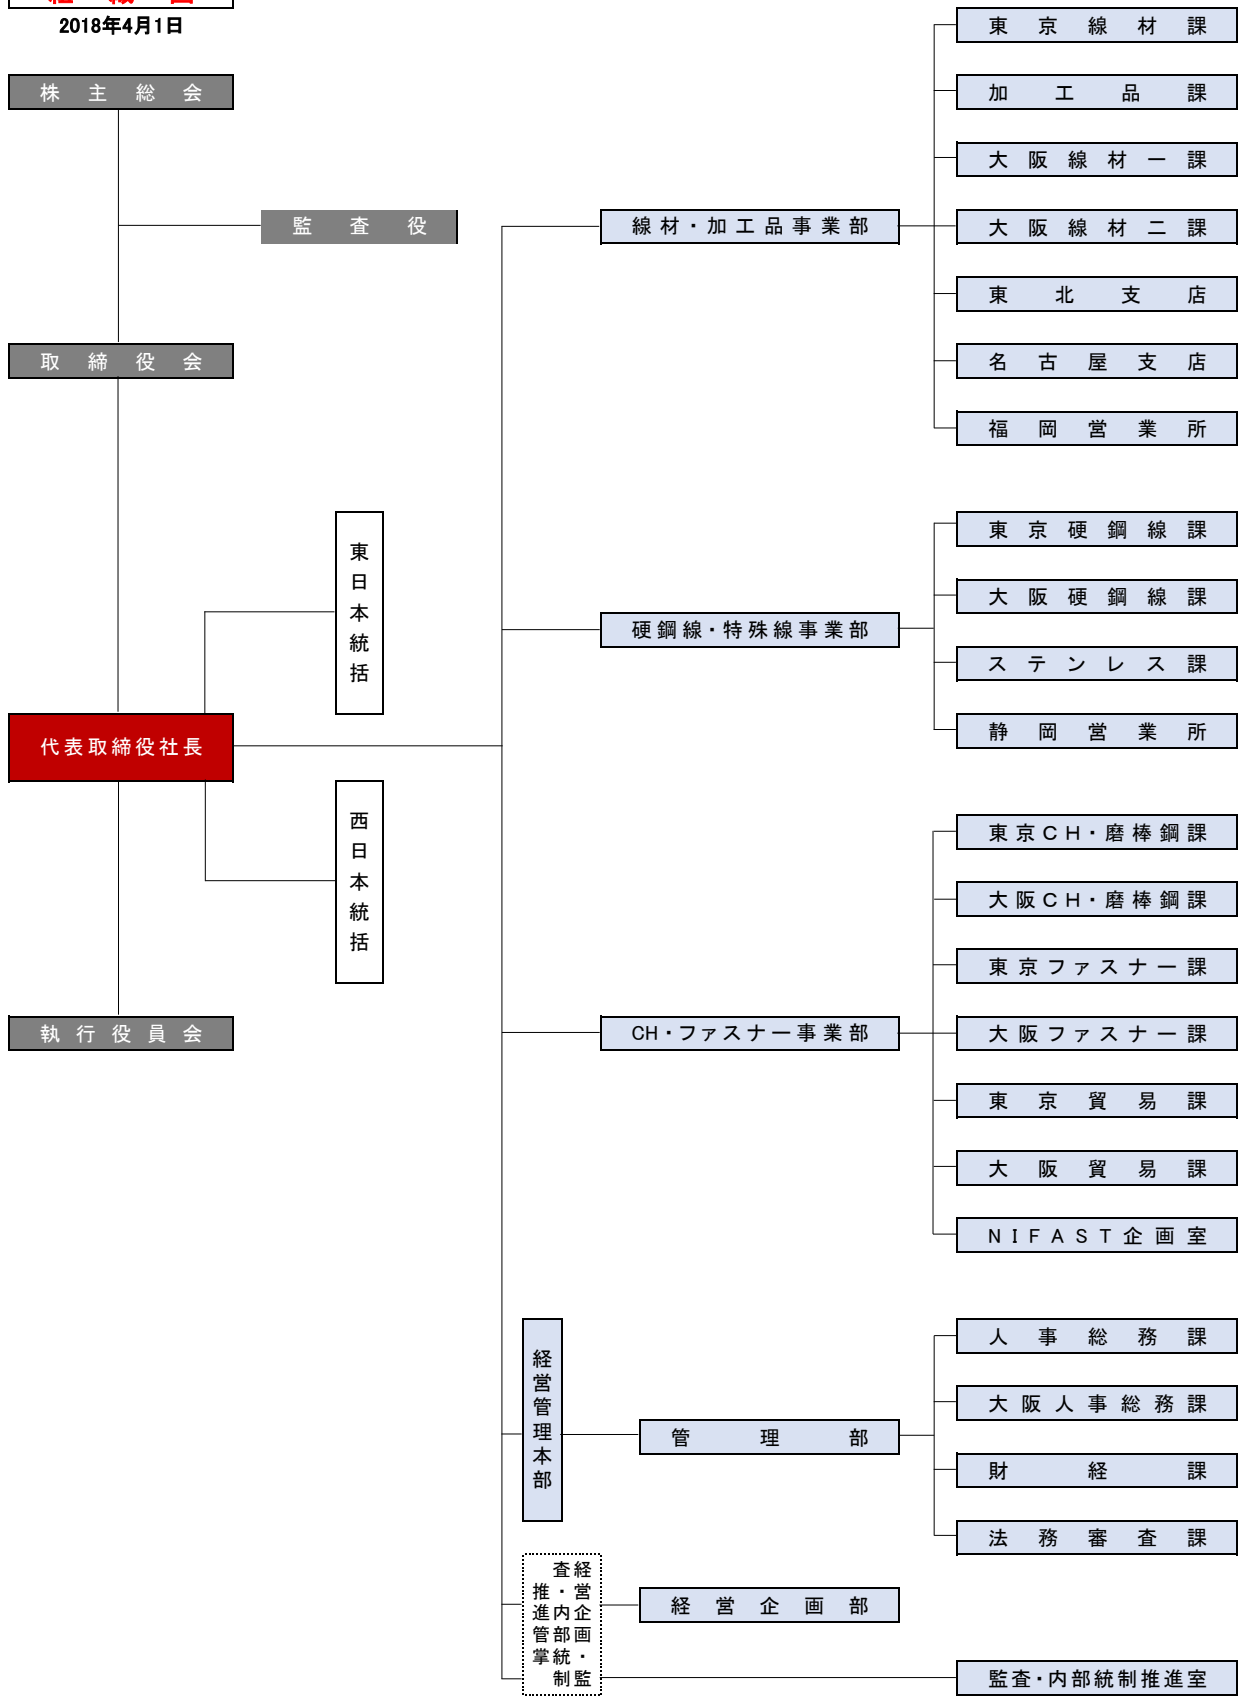 2018年4月1日
株主総会
監査役
取締役会
東日本統括
代表取締役社長
西日本統括
執行役員会
線材・加工品事業部
東京線材課
加工品課
大阪線材一課
大阪線材二課
東北支店
名古屋支店
福岡営業所
硬鋼線・特殊線事業部
東京硬鋼線課
大阪硬鋼線課
ステンレス課
静岡営業所
CH・ファスナー事業部
東京CH・磨棒鋼課
大阪CH・磨棒鋼課
東京ファスナー課
大阪ファスナー課
東京貿易課
大阪貿易課
NIFAST企画室
経営管理本部
管理部
人事総務課
大阪人事総務課
財経課
法務審査課
経営企画・監
査・内部統制
推進管掌
経営企画部
監査・内部統制推進室